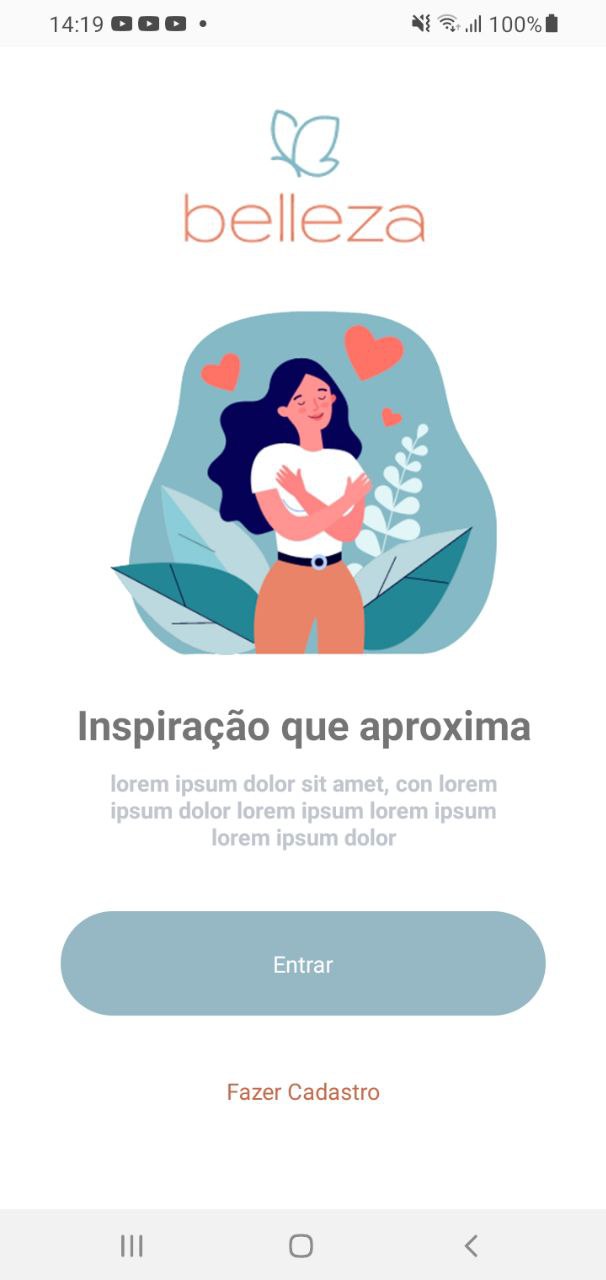 14:19
100%
belleza
Inspiração que aproxima
lorem ipsum dolor sit amet, con lorem
ipsum dolor lorem ipsum lorem ipsum
lorem ipsum dolor
Entrar
Fazer Cadastro